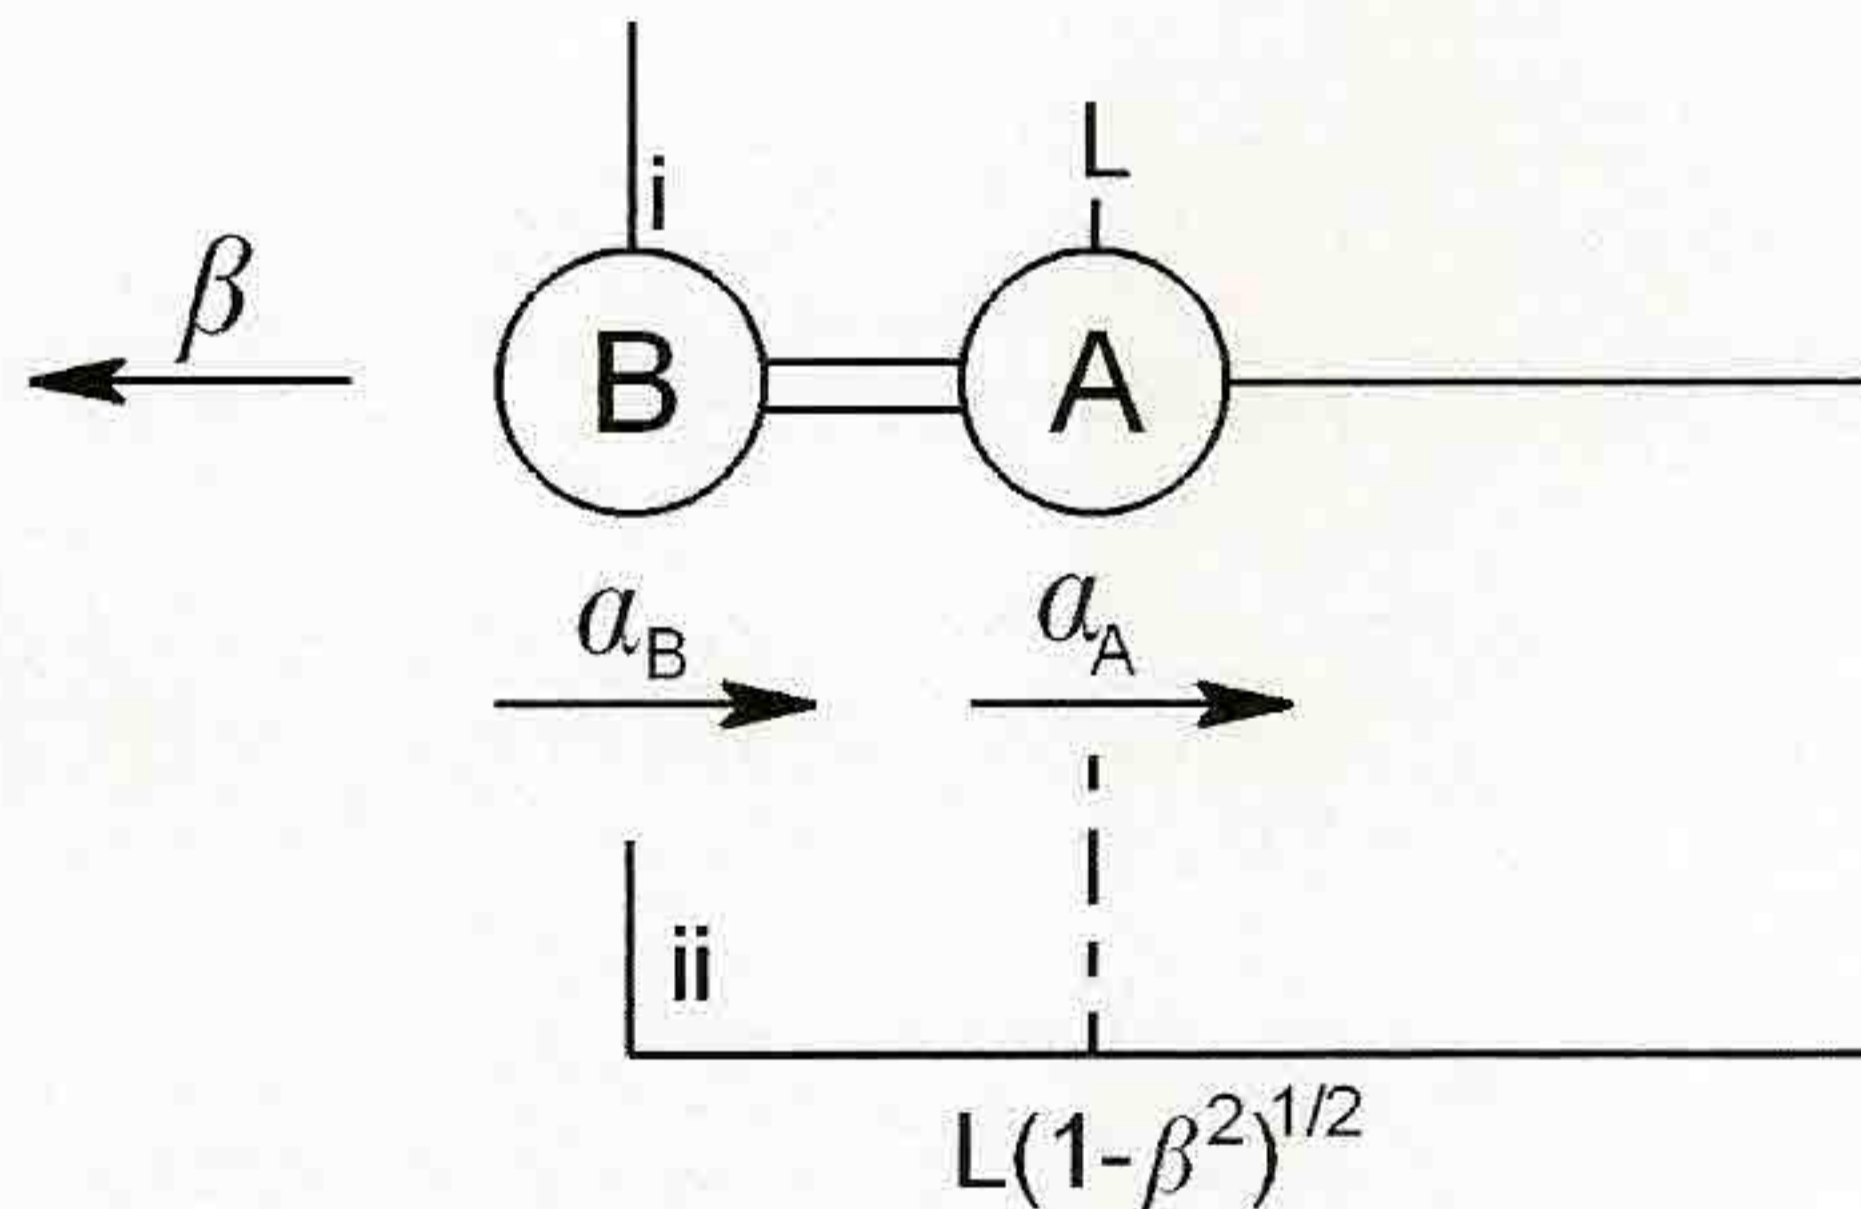 L
i
β
B A
a_B a_A
ii
L(1-β²)^1/2